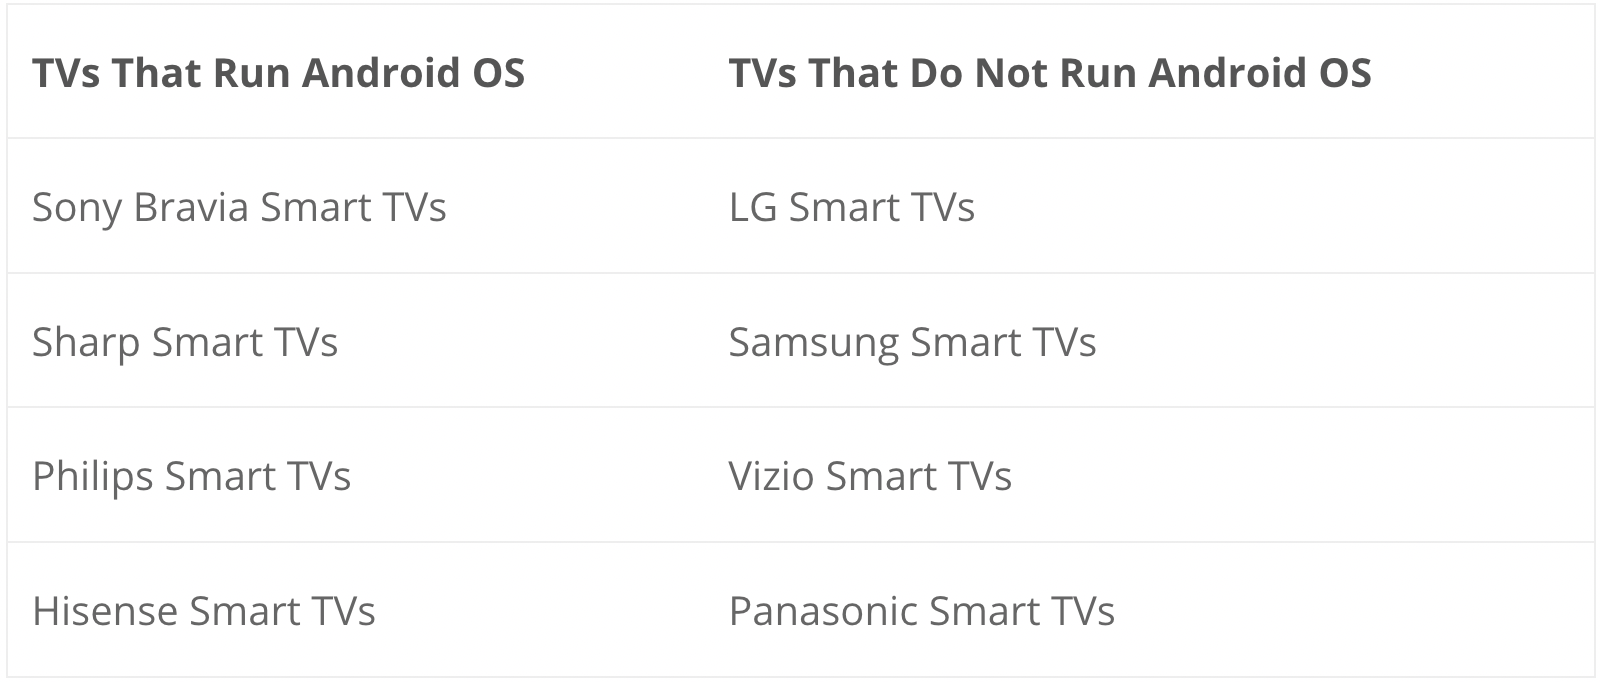 TVs That Run Android OS TVs That Do Not Run Android OS
Sony Bravia Smart TVs LG Smart TVs
Sharp Smart TVs Samsung Smart TVs
Philips Smart TVs Vizio Smart TVs
Hisense Smart TVs Panasonic Smart TVs